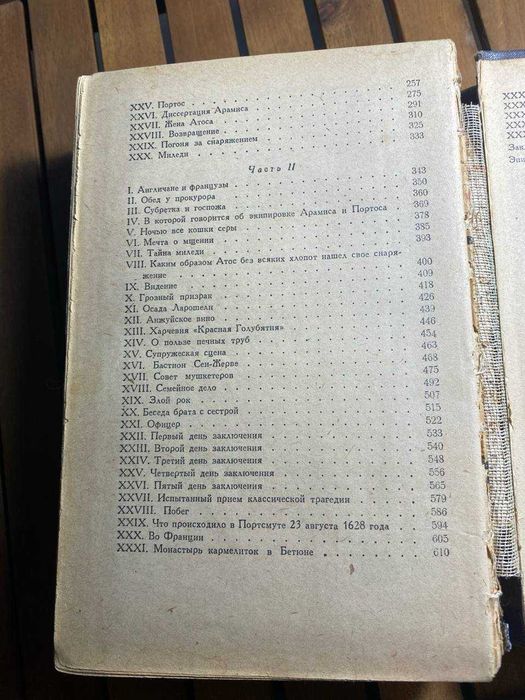 XXV. Портос 257
XXVI. Диссертация Арамиса 275
XXVII. Жена Атоса 291
XXVIII. Возвращение 310
XXIX. Погоня за снаряжением 325
XXX. Миледи 333
Часть II
I. Англичане и французы 343
II. Обед у прокурора 350
III. Субретка и госпожа 360
IV. В которой говорится об экипировке Арамиса и Портоса 369
V. Ночью все кошки серы 378
VI. Мечта о мщении 385
VII. Тайна миледи 393
VIII. Каким образом Атос без всяких хлопот нашел свое снаря-
жение 400
IX. Видение 409
X. Грозный призрак 418
XI. Осада Ларошели 426
XII. Анжуйское вино 439
XIII. Харчевня «Красная Голубятня» 446
XIV. О пользе печных труб 454
XV. Супружеская сцена 463
XVI. Бастион Сен-Жерве 468
XVII. Совет мушкетеров 475
XVIII. Семейное дело 492
XIX. Злой рок 507
XX. Беседа брата с сестрой 515
XXI. Офицер 522
XXII. Первый день заключения 533
XXIII. Второй день заключения 540
XXIV. Третий день заключения 548
XXV. Четвертый день заключения 556
XXVI. Пятый день заключения 565
XXVII. Испытанный прием классической трагедии 579
XXVIII. Побег 586
XXIX. Что происходило в Портсмуте 23 августа 1628 года 594
XXX. Во Франции 605
XXXI. Монастырь кармелиток в Бетюне 610